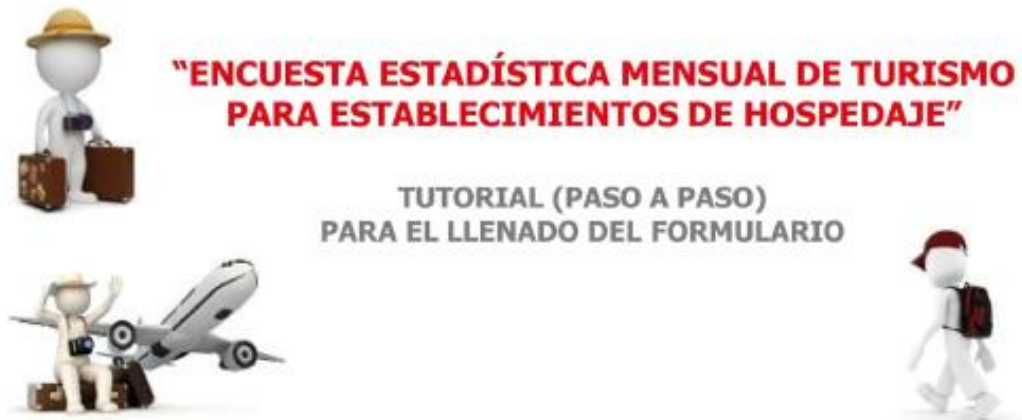 “ENCUESTA ESTADÍSTICA MENSUAL DE TURISMO
PARA ESTABLECIMIENTOS DE HOSPEDAJE”
TUTORIAL (PASO A PASO)
PARA EL LLENADO DEL FORMULARIO